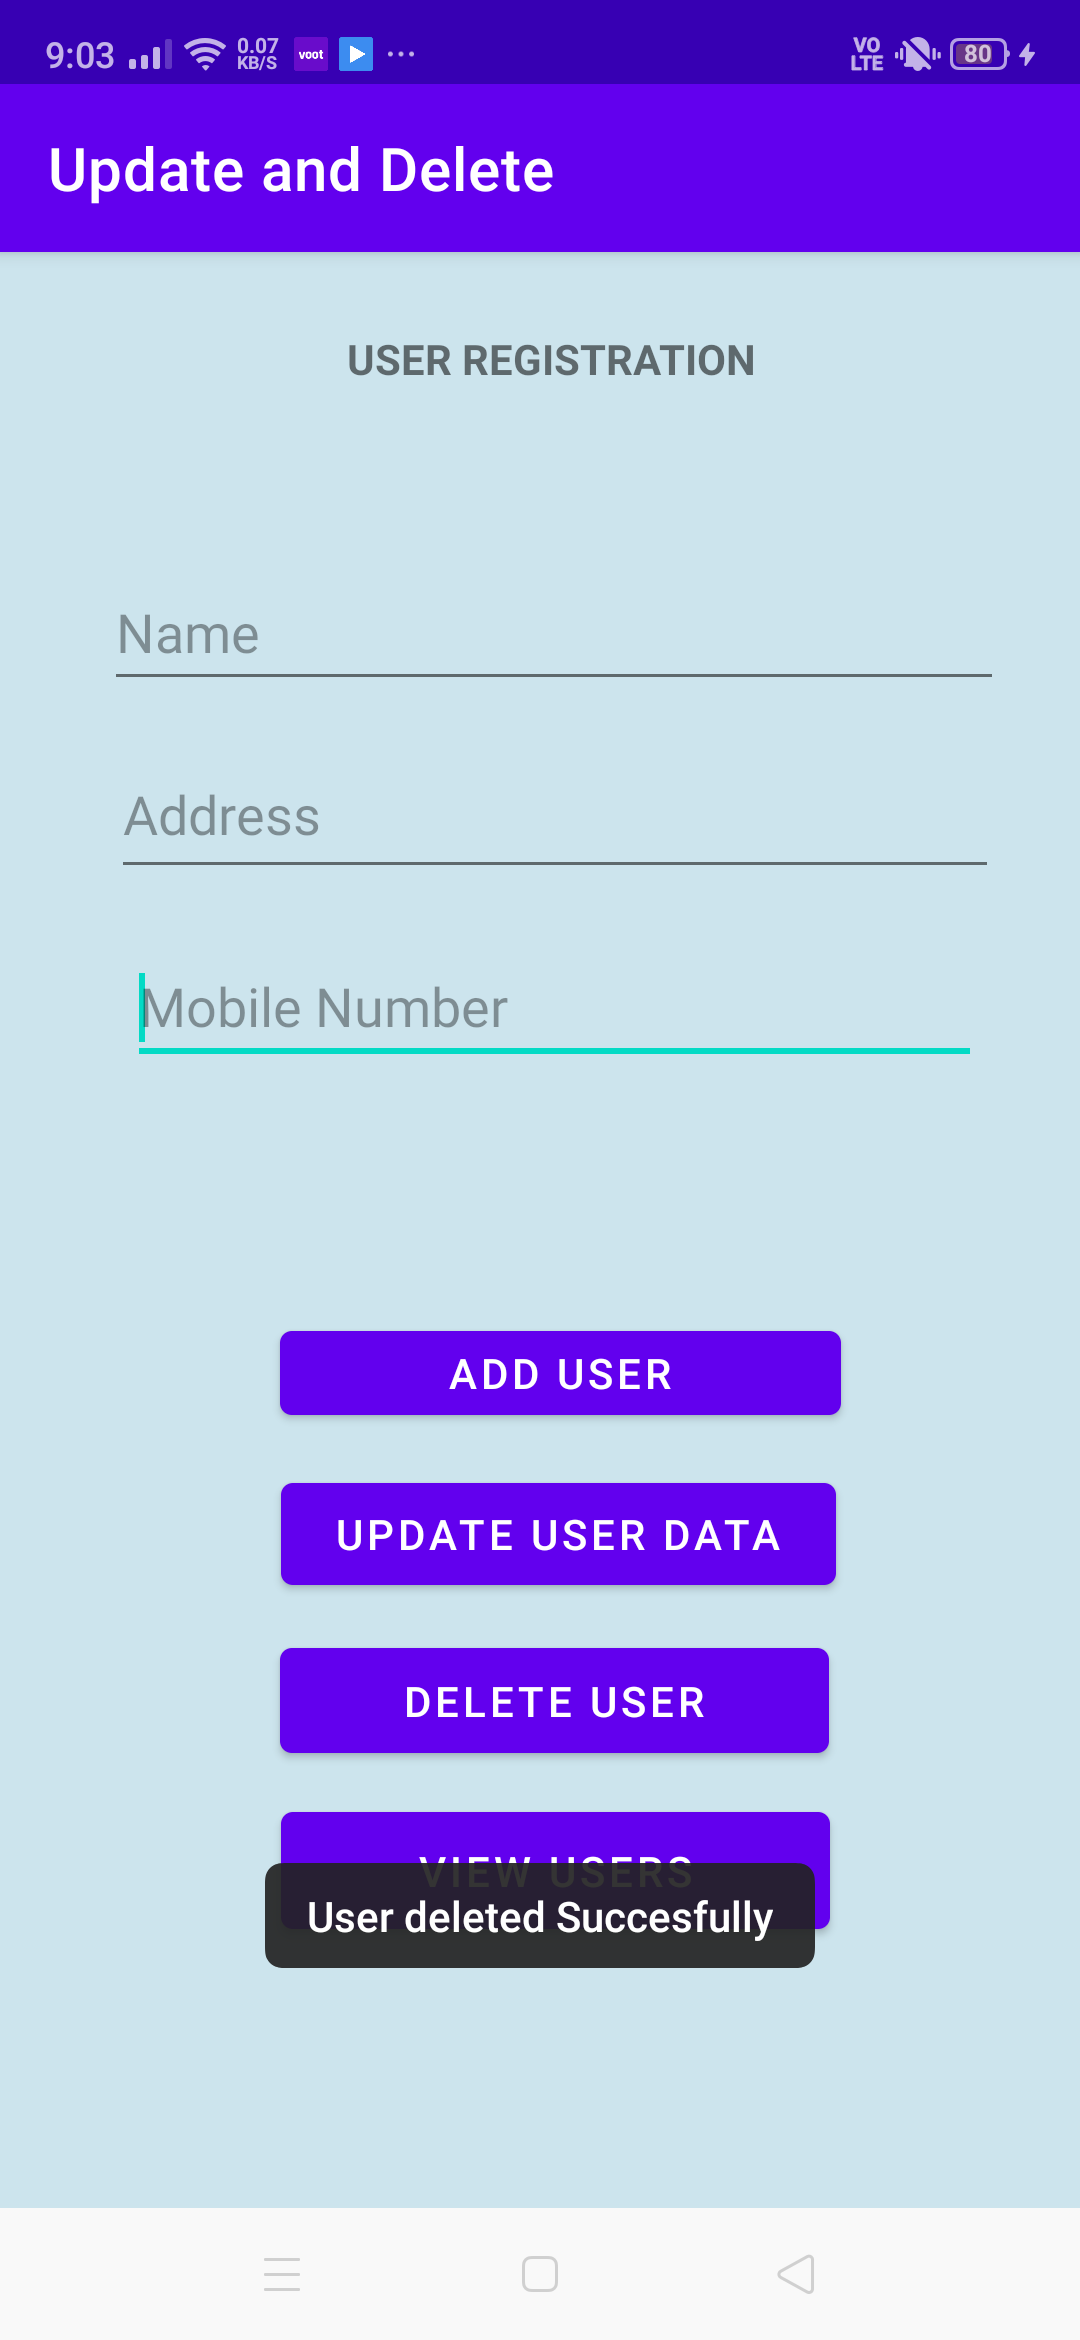 9:03 0.07 KB/S voot ... VO LTE 80
Update and Delete
USER REGISTRATION
Name
Address
Mobile Number
ADD USER
UPDATE USER DATA
DELETE USER
VIEW USERS
User deleted Succesfully